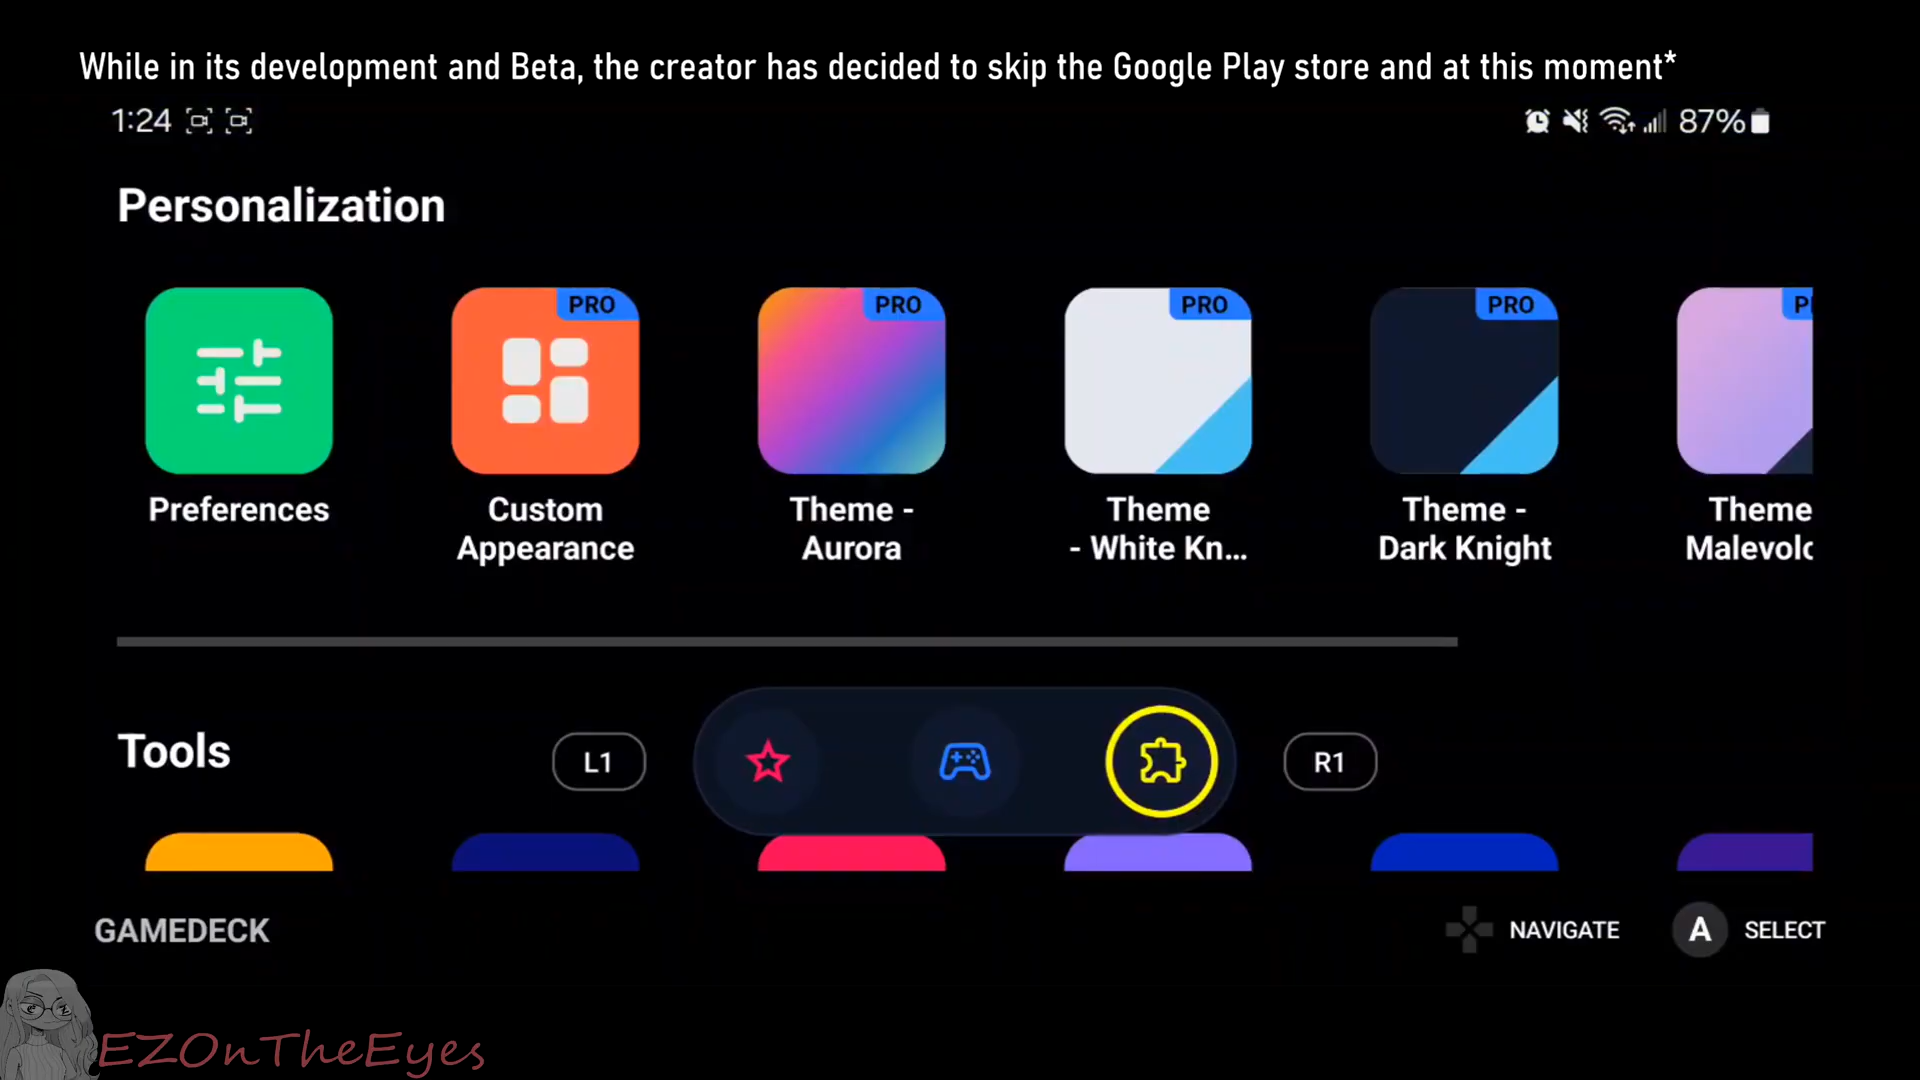 While in its development and Beta, the creator has decided to skip the Google Play store and at this moment*
1:24
87%
Personalization
PRO
PRO
PRO
PRO
Preferences
Custom
Appearance
Theme -
Aurora
Theme
- White Kn...
Theme -
Dark Knight
Theme
Tools
L1
R1
GAMEDECK
NAVIGATE
A SELECT
EZOnTheEyes